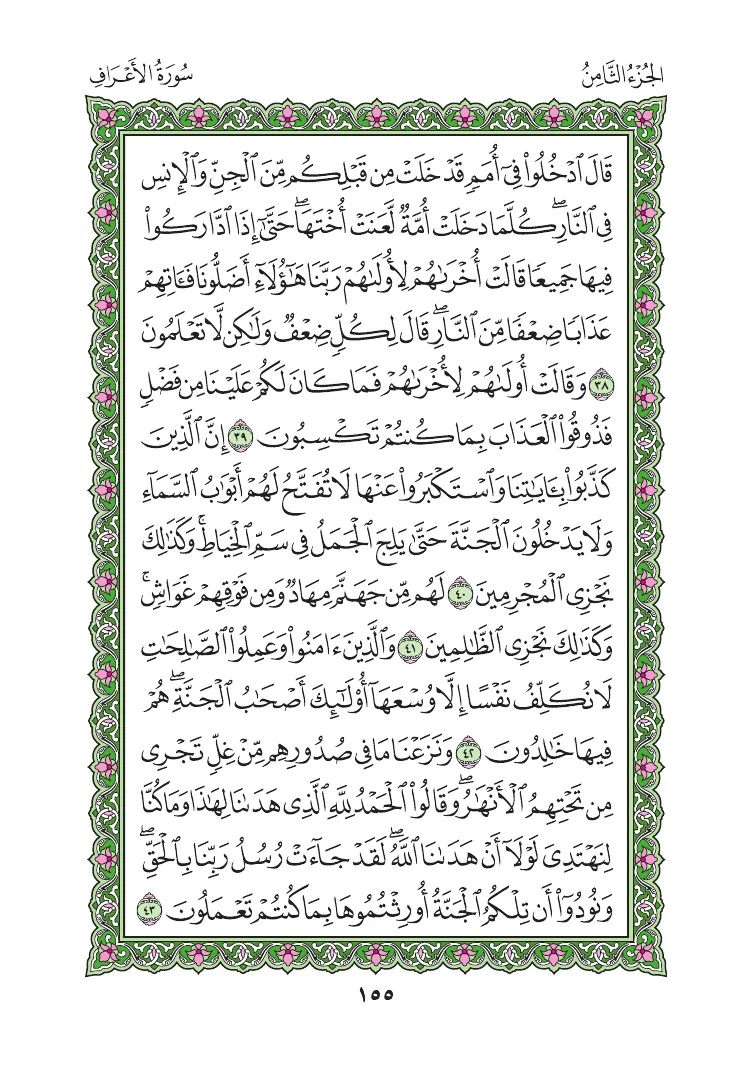 الجُزْءُ الثَّامِنُ
سُورَةُ الأَعْرَافِ
قَالَ ٱدْخُلُوا۟ فِىٓ أُمَمٍ قَدْ خَلَتْ مِن قَبْلِكُم مِّنَ ٱلْجِنِّ وَٱلْإِنسِ
فِى ٱلنَّارِ ۖ كُلَّمَا دَخَلَتْ أُمَّةٌ لَّعَنَتْ أُخْتَهَا ۖ حَتَّىٰٓ إِذَا ٱدَّارَكُوا۟
فِيهَا جَمِيعًا قَالَتْ أُخْرَىٰهُمْ لِأُولَىٰهُمْ رَبَّنَا هَـٰٓؤُلَآءِ أَضَلُّونَا فَـَٔاتِهِمْ
عَذَابًا ضِعْفًا مِّنَ ٱلنَّارِ ۖ قَالَ لِكُلٍّ ضِعْفٌ وَلَـٰكِن لَّا تَعْلَمُونَ
٣٨ وَقَالَتْ أُولَىٰهُمْ لِأُخْرَىٰهُمْ فَمَا كَانَ لَكُمْ عَلَيْنَا مِن فَضْلٍ
فَذُوقُوا۟ ٱلْعَذَابَ بِمَا كُنتُمْ تَكْسِبُونَ ٣٩ إِنَّ ٱلَّذِينَ
كَذَّبُوا۟ بِـَٔايَـٰتِنَا وَٱسْتَكْبَرُوا۟ عَنْهَا لَا تُفَتَّحُ لَهُمْ أَبْوَٰبُ ٱلسَّمَآءِ
وَلَا يَدْخُلُونَ ٱلْجَنَّةَ حَتَّىٰ يَلِجَ ٱلْجَمَلُ فِى سَمِّ ٱلْخِيَاطِ ۚ وَكَذَٰلِكَ
نَجْزِى ٱلْمُجْرِمِينَ ٤٠ لَهُم مِّن جَهَنَّمَ مِهَادٌ وَمِن فَوْقِهِمْ غَوَاشٍ ۚ
وَكَذَٰلِكَ نَجْزِى ٱلظَّـٰلِمِينَ ٤١ وَٱلَّذِينَ ءَامَنُوا۟ وَعَمِلُوا۟ ٱلصَّـٰلِحَـٰتِ
لَا نُكَلِّفُ نَفْسًا إِلَّا وُسْعَهَآ أُو۟لَـٰٓئِكَ أَصْحَـٰبُ ٱلْجَنَّةِ ۖ هُمْ
فِيهَا خَـٰلِدُونَ ٤٢ وَنَزَعْنَا مَا فِى صُدُورِهِم مِّنْ غِلٍّ تَجْرِى
مِن تَحْتِهِمُ ٱلْأَنْهَـٰرُ ۖ وَقَالُوا۟ ٱلْحَمْدُ لِلَّهِ ٱلَّذِى هَدَىٰنَا لِهَـٰذَا وَمَا كُنَّا
لِنَهْتَدِىَ لَوْلَآ أَنْ هَدَىٰنَا ٱللَّهُ ۖ لَقَدْ جَآءَتْ رُسُلُ رَبِّنَا بِٱلْحَقِّ ۖ
وَنُودُوٓا۟ أَن تِلْكُمُ ٱلْجَنَّةُ أُورِثْتُمُوهَا بِمَا كُنتُمْ تَعْمَلُونَ ٤٣
١٥٥